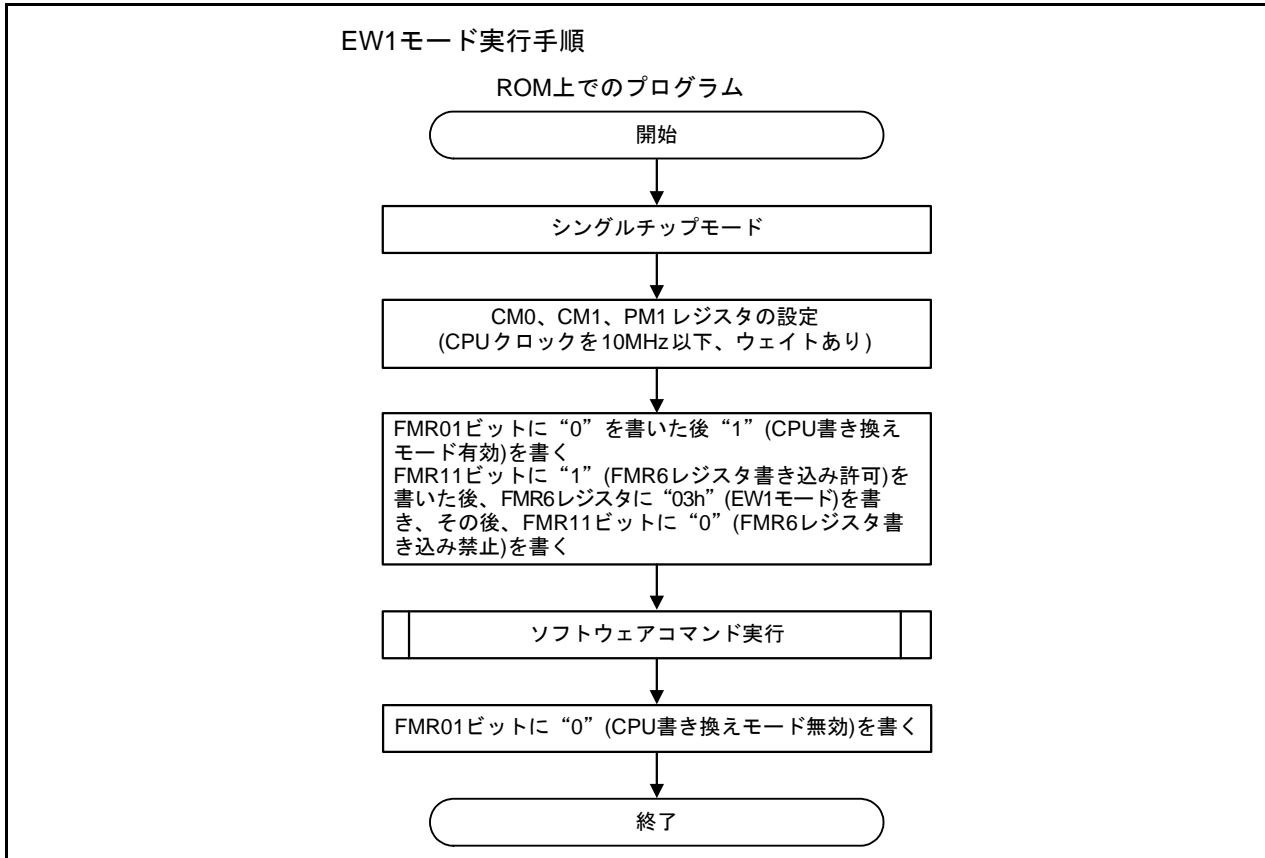 EW1モード実行手順
ROM上でのプログラム
開始
シングルチップモード
CM0、CM1、PM1レジスタの設定
(CPUクロックを10MHz以下、ウェイトあり)
FMR01ビットに“0”を書いた後“1”(CPU書き換え
モード有効)を書く
FMR11ビットに“1”(FMR6レジスタ書き込み許可)を
書いた後、FMR6レジスタに“03h”(EW1モード)を書
き、その後、FMR11ビットに“0”(FMR6レジスタ書
き込み禁止)を書く
ソフトウェアコマンド実行
FMR01ビットに“0”(CPU書き換えモード無効)を書く
終了